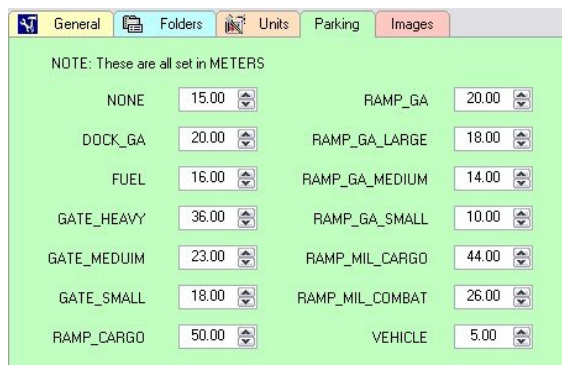 General Folders Units Parking Images
NOTE: These are all set in METERS
NONE 15.00 RAMP_GA 20.00
DOCK_GA 20.00 RAMP_GA_LARGE 18.00
FUEL 16.00 RAMP_GA_MEDIUM 14.00
GATE_HEAVY 36.00 RAMP_GA_SMALL 10.00
GATE_MEDUIM 23.00 RAMP_MIL_CARGO 44.00
GATE_SMALL 18.00 RAMP_MIL_COMBAT 26.00
RAMP_CARGO 50.00 VEHICLE 5.00